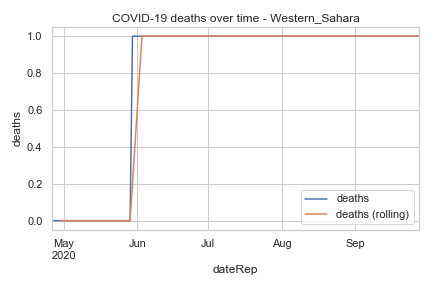 COVID-19 deaths over time - Western_Sahara
deaths
1.0
0.8
0.6
0.4
0.2
0.0
May
2020
Jun
Jul
Aug
Sep
dateRep
deaths
deaths (rolling)